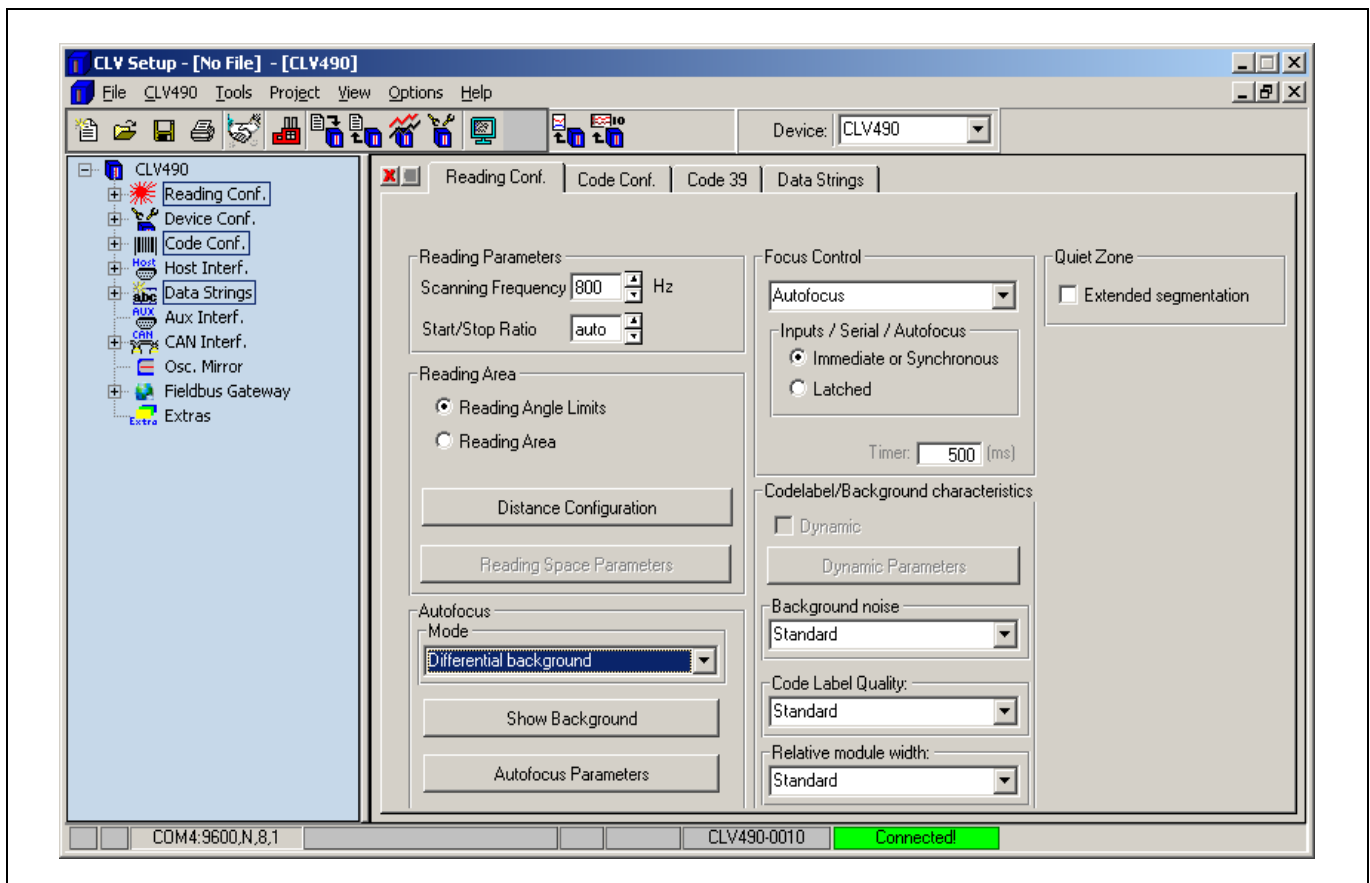 CLV Setup - [No File] - [CLV490]
File CLV490 Tools Project View Options Help
Device: CLV490
CLV490
Reading Conf.
Device Conf.
Code Conf.
Host Host Interf.
abc Data Strings
AUX Aux Interf.
CAN CAN Interf.
Osc. Mirror
Fieldbus Gateway
Extra Extras
Reading Conf. Code Conf. Code 39 Data Strings
Reading Parameters
Scanning Frequency 800 Hz
Start/Stop Ratio auto
Reading Area
Reading Angle Limits
Reading Area
Distance Configuration
Reading Space Parameters
Autofocus
Mode
Differential background
Show Background
Autofocus Parameters
Focus Control
Autofocus
Inputs / Serial / Autofocus
Immediate or Synchronous
Latched
Timer: 500 (ms)
Codelabel/Background characteristics
Dynamic
Dynamic Parameters
Background noise
Standard
Code Label Quality:
Standard
Relative module width:
Standard
Quiet Zone
Extended segmentation
COM4:9600,N,8,1 CLV490-0010 Connected!